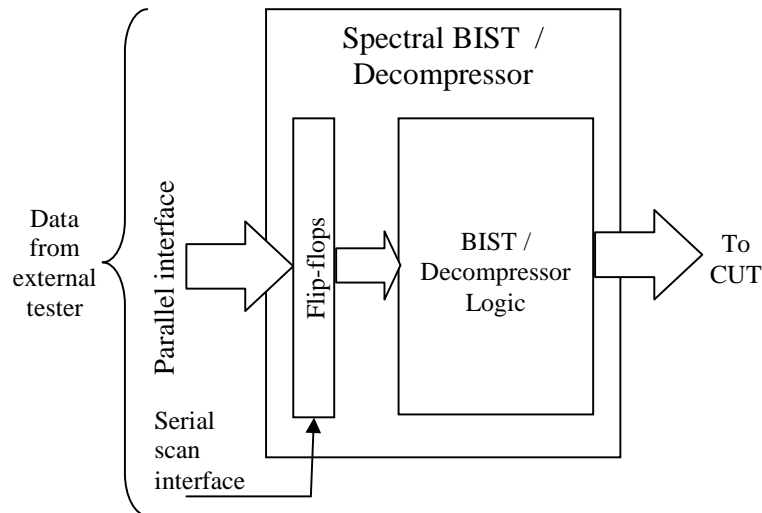 Spectral BIST /
Decompressor
Data
from
external
tester
Parallel interface
Flip-flops
BIST /
Decompressor
Logic
To
CUT
Serial
scan
interface